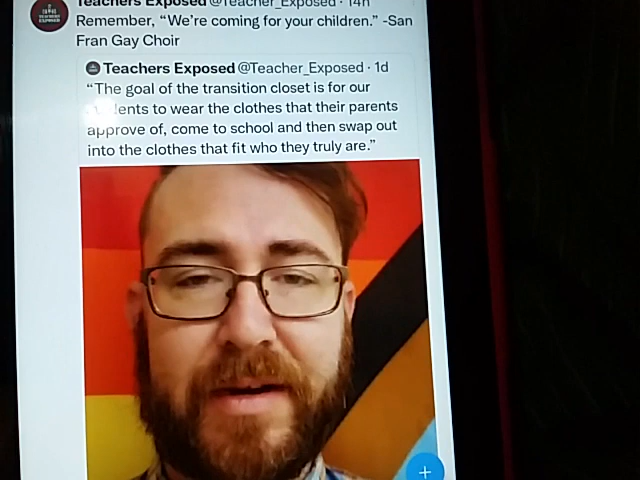 Teachers Exposed @Teacher_Exposed · 14h
Remember, “We’re coming for your children.” -San
Fran Gay Choir
Teachers Exposed @Teacher_Exposed · 1d
“The goal of the transition closet is for our
students to wear the clothes that their parents
approve of, come to school and then swap out
into the clothes that fit who they truly are.”